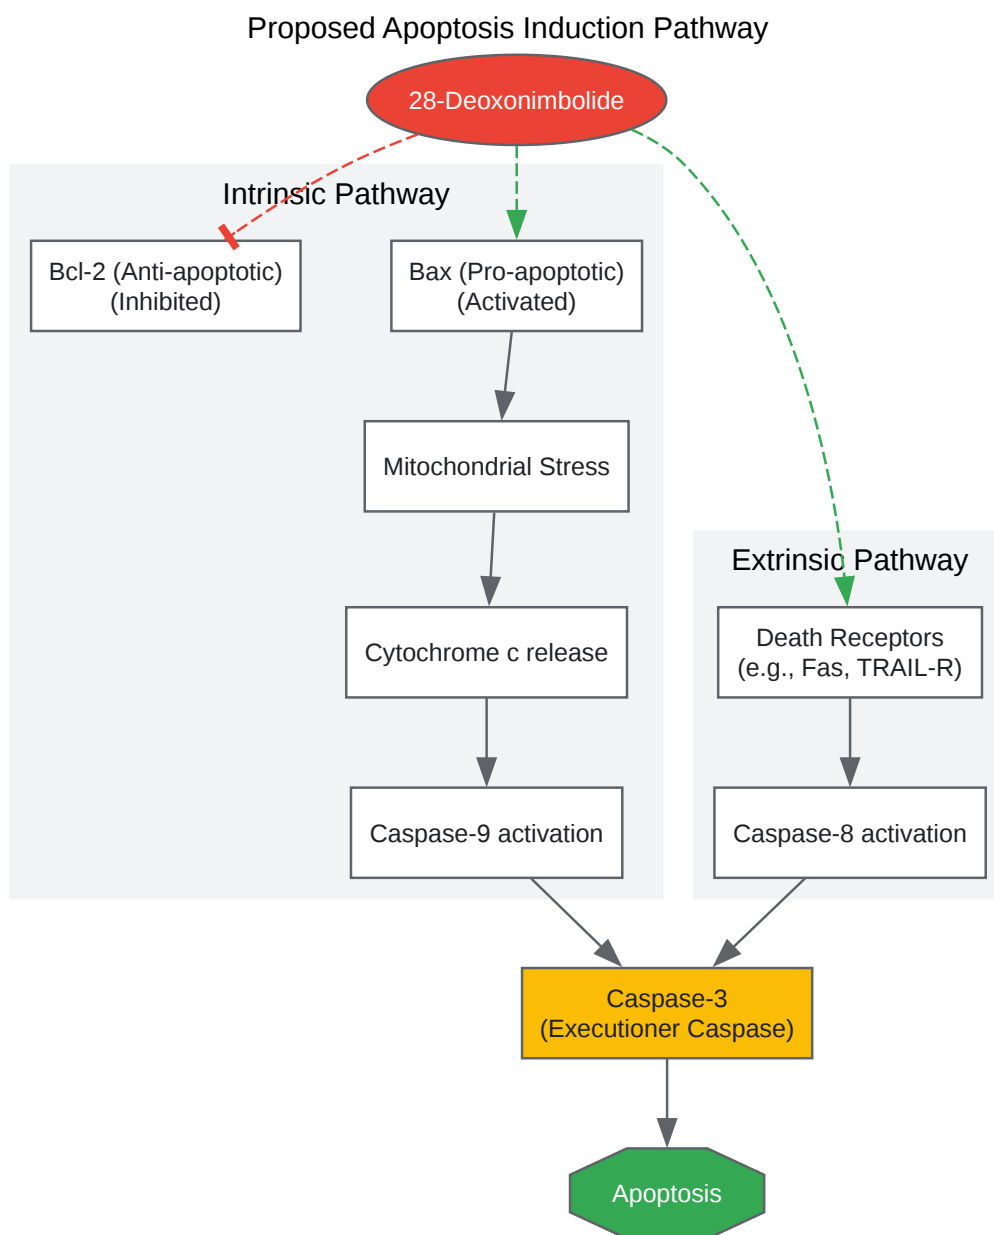 Proposed Apoptosis Induction Pathway
28-Deoxonimbolide
Intrinsic Pathway
Bcl-2 (Anti-apoptotic)
(Inhibited)
Bax (Pro-apoptotic)
(Activated)
Mitochondrial Stress
Cytochrome c release
Caspase-9 activation
Extrinsic Pathway
Death Receptors
(e.g., Fas, TRAIL-R)
Caspase-8 activation
Caspase-3
(Executioner Caspase)
Apoptosis